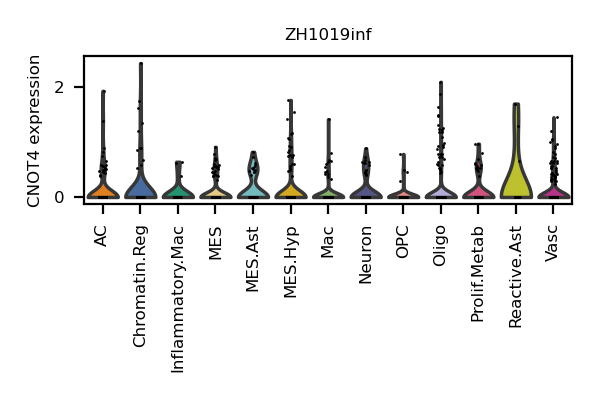 ZH1019inf
CNOT4 expression
2
0
AC
Chromatin.Reg
Inflammatory.Mac
MES
MES.Ast
MES.Hyp
Mac
Neuron
OPC
Oligo
Prolif.Metab
Reactive.Ast
Vasc